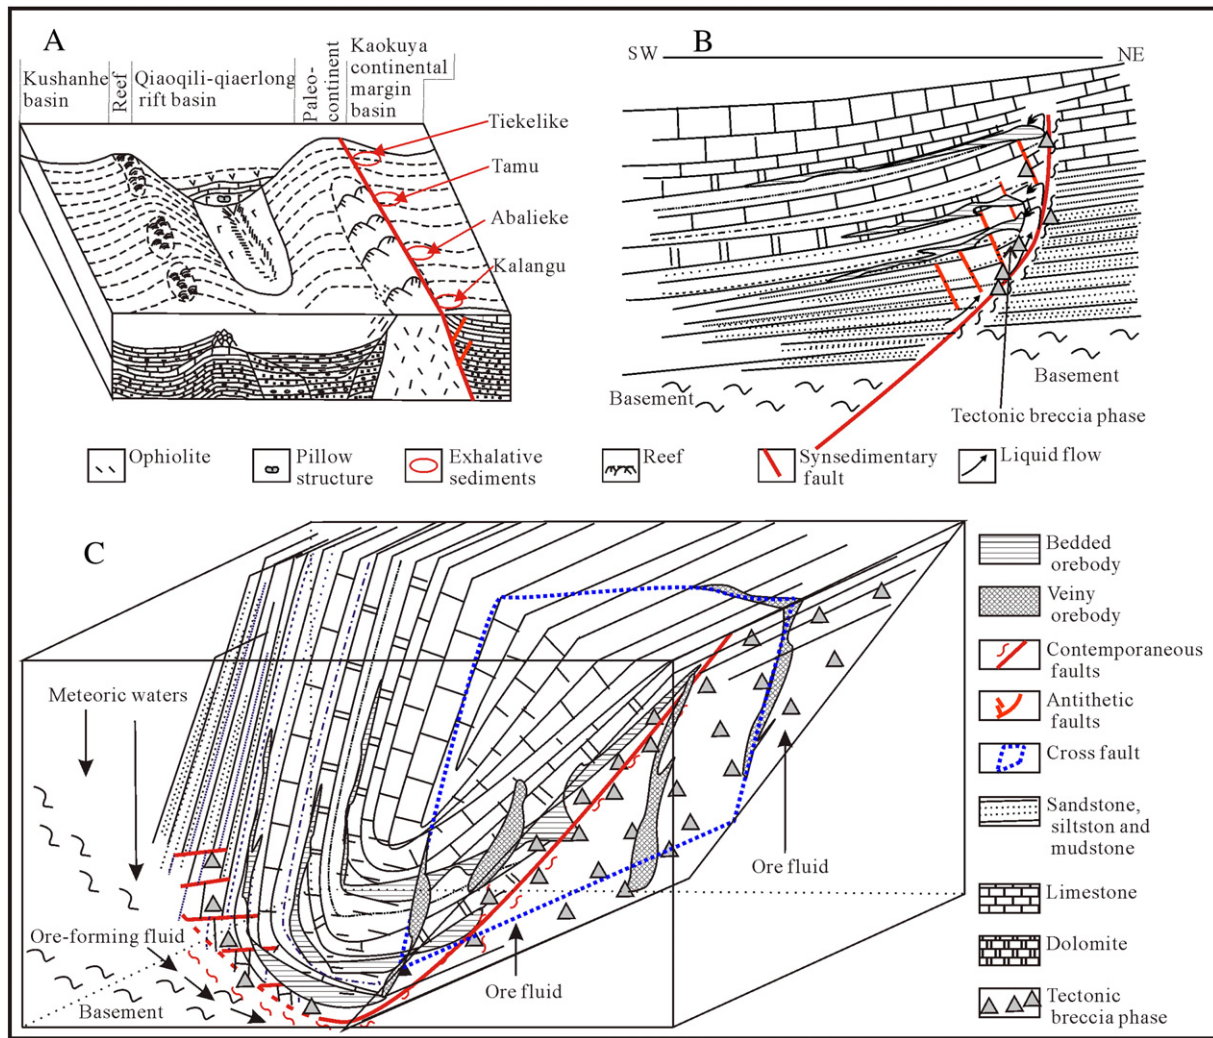 A
Kushanhe
basin
Reef
Qiaoqili-qiaerlong
rift basin
Paleo-
continent
Kaokuya
continental
margin
basin
Tiekelike
Tamu
Abalieke
Kalangu
B
SW
NE
Basement
Basement
Tectonic breccia phase
Ophiolite
Pillow
structure
Exhalative
sediments
Reef
Synsedimentary
fault
Liquid flow
C
Meteoric waters
Ore-forming fluid
Basement
Ore fluid
Ore fluid
Bedded
orebody
Veiny
orebody
Contemporaneous
faults
Antithetic
faults
Cross fault
Sandstone,
siltston and
mudstone
Limestone
Dolomite
Tectonic
breccia phase